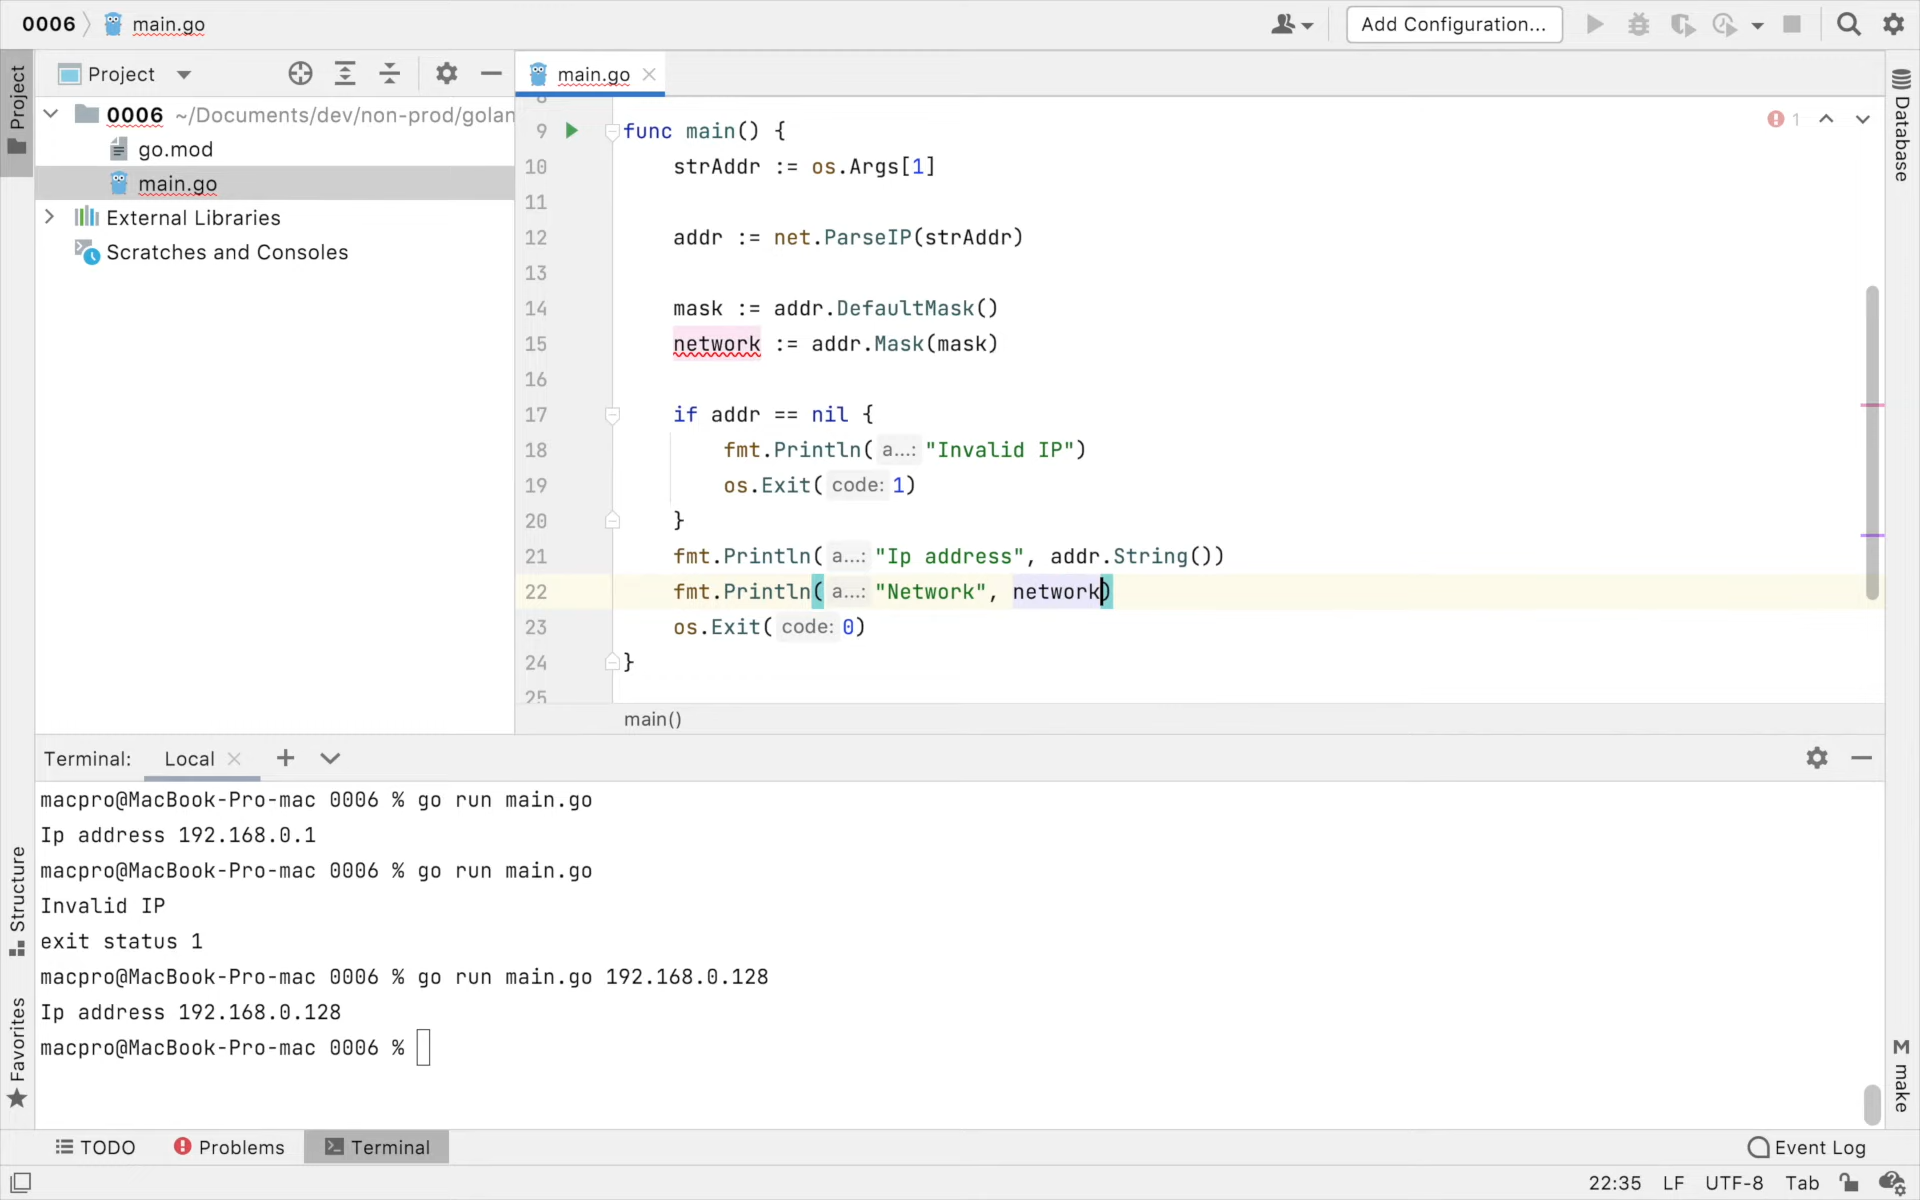 0006 main.go
Add Configuration...
Project
Project
main.go
0006 ~/Documents/dev/non-prod/golan
go.mod
main.go
External Libraries
Scratches and Consoles
9 func main() {
10 strAddr := os.Args[1]
11
12 addr := net.ParseIP(strAddr)
13
14 mask := addr.DefaultMask()
15 network := addr.Mask(mask)
16
17 if addr == nil {
18 fmt.Println( a...: "Invalid IP")
19 os.Exit( code: 1)
20 }
21 fmt.Println( a...: "Ip address", addr.String())
22 fmt.Println( a...: "Network", network)
23 os.Exit( code: 0)
24 }
25
1
Database
main()
Terminal: Local
macpro@MacBook-Pro-mac 0006 % go run main.go
Ip address 192.168.0.1
macpro@MacBook-Pro-mac 0006 % go run main.go
Invalid IP
exit status 1
macpro@MacBook-Pro-mac 0006 % go run main.go 192.168.0.128
Ip address 192.168.0.128
macpro@MacBook-Pro-mac 0006 %
Structure
Favorites
M make
TODO Problems Terminal
Event Log
22:35 LF UTF-8 Tab